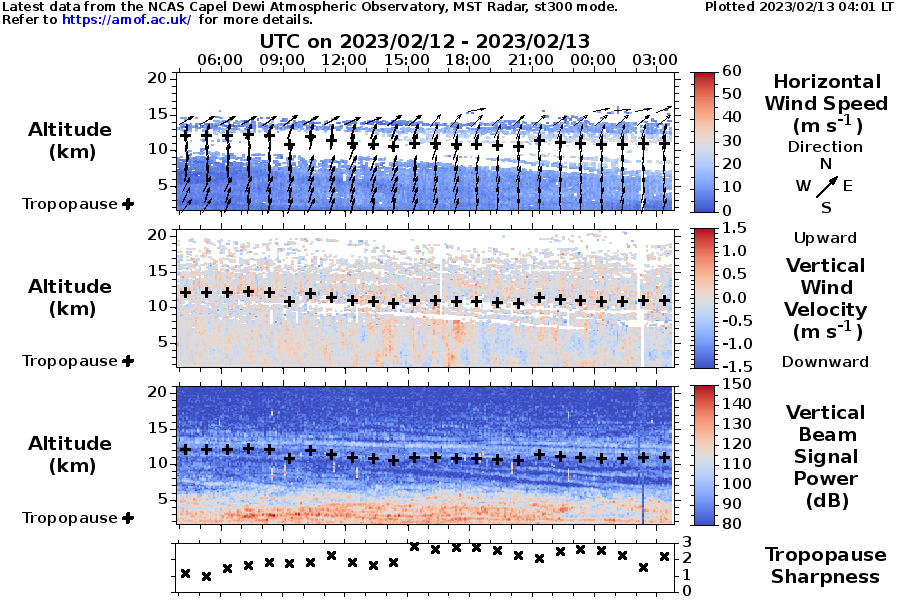 Latest data from the NCAS Capel Dewi Atmospheric Observatory, MST Radar, st300 mode.
Plotted 2023/02/13 04:01 LT
Refer to https://amof.ac.uk/ for more details.
UTC on 2023/02/12 - 2023/02/13
06:00 09:00 12:00 15:00 18:00 21:00 00:00 03:00
Altitude
(km)
Tropopause
20
15
10
5
60
50
40
30
20
10
0
Horizontal
Wind Speed
(m s-1)
Direction
N
W E
S
Altitude
(km)
Tropopause
20
15
10
5
1.5
1.0
0.5
0.0
-0.5
-1.0
-1.5
Upward
Vertical
Wind
Velocity
(m s-1)
Downward
Altitude
(km)
Tropopause
20
15
10
5
150
140
130
120
110
100
90
80
Vertical
Beam
Signal
Power
(dB)
3
2
1
0
Tropopause
Sharpness